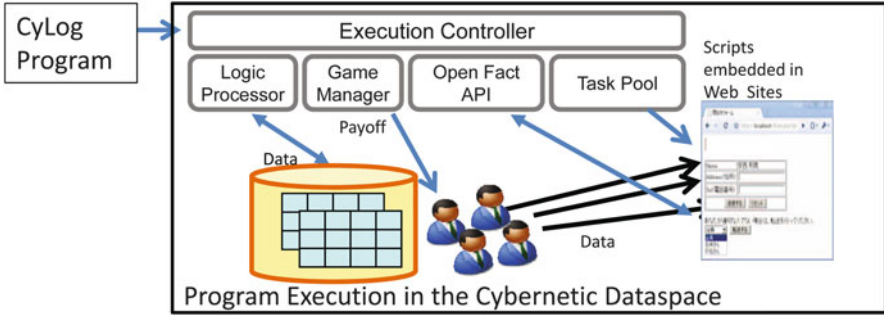 CyLog
Program
Execution Controller
Logic
Processor
Game
Manager
Open Fact
API
Task Pool
Scripts
embedded in
Web Sites
Payoff
Data
Data
Program Execution in the Cybernetic Dataspace